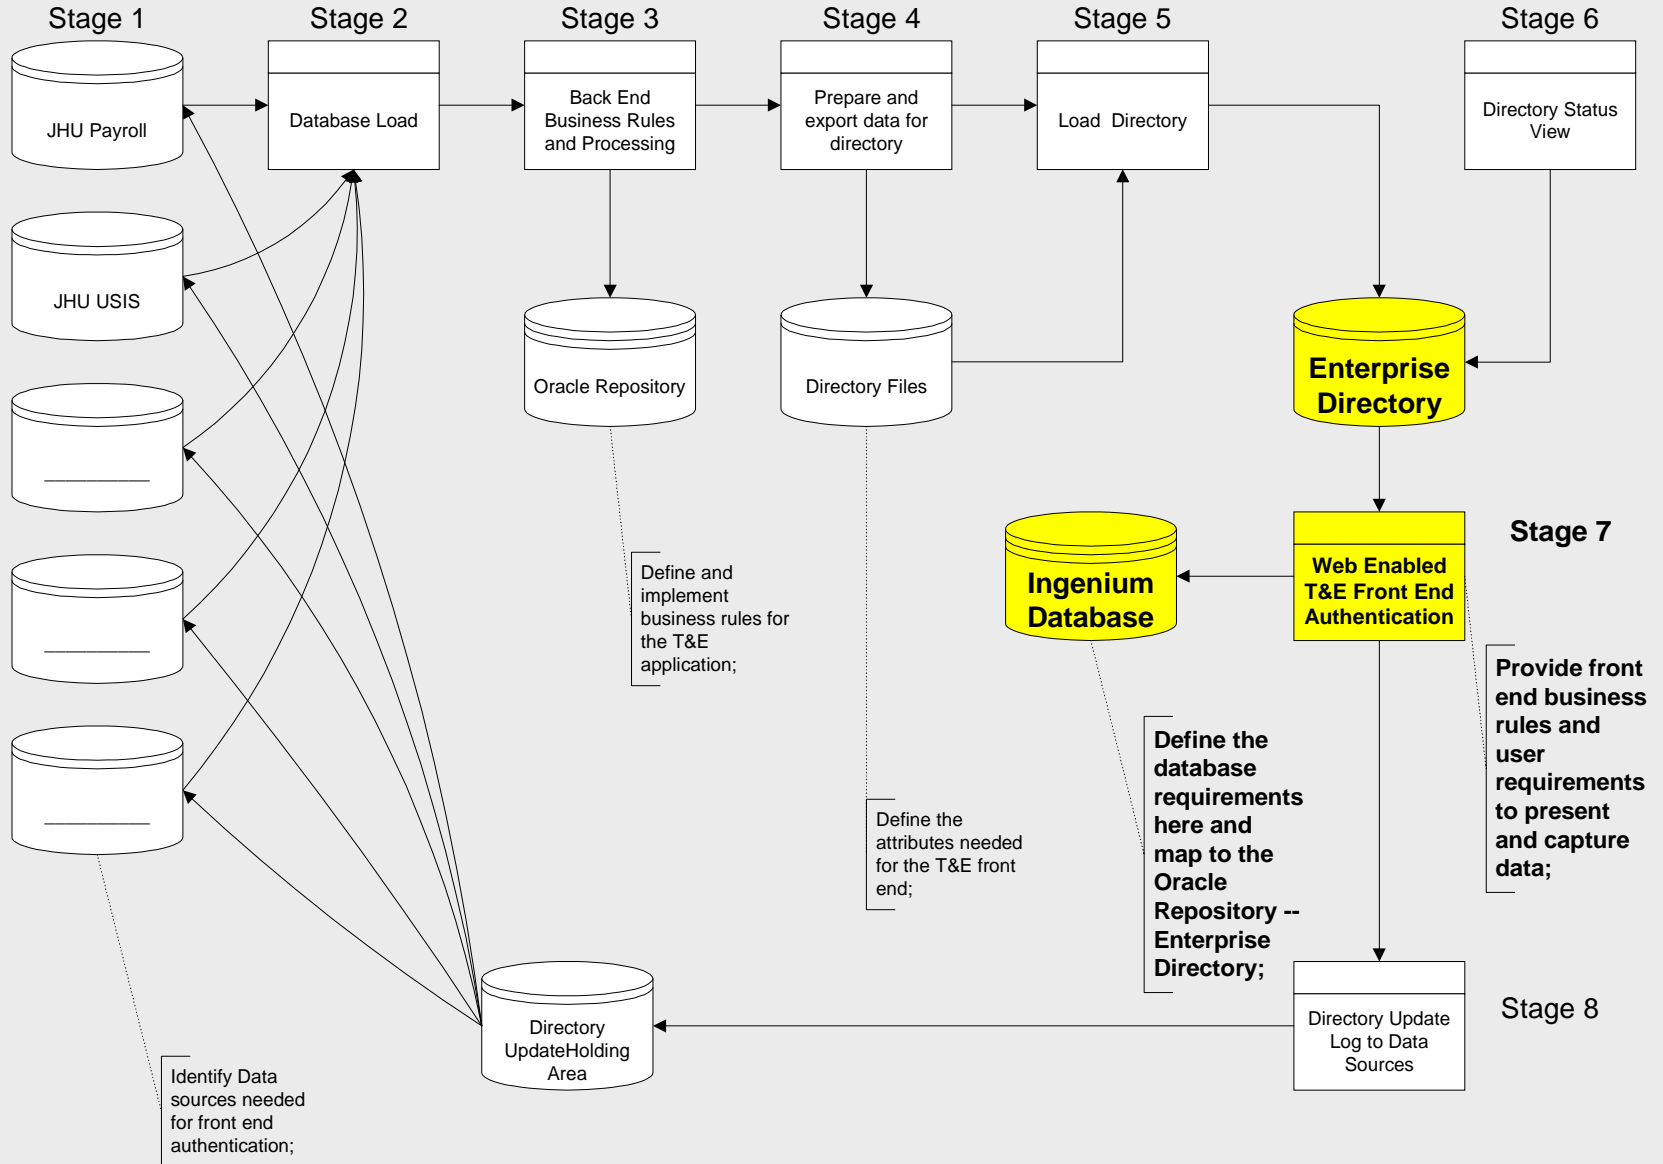 Stage 1
Stage 2
Stage 3
Stage 4
Stage 5
Stage 6
JHU Payroll
Database Load
Back End
Business Rules
and Processing
Prepare and
export data for
directory
Load Directory
Directory Status
View
JHU USIS
Oracle Repository
Directory Files
Enterprise
Directory
__________
Stage 7
Ingenium
Database
Web Enabled
T&E Front End
Authentication
Define and
implement
business rules for
the T&E
application;
__________
Provide front
end business
rules and
user
requirements
to present
and capture
data;
Define the
database
requirements
here and
map to the
Oracle
Repository --
Enterprise
Directory;
__________
Define the
attributes needed
for the T&E front
end;
Directory
UpdateHolding
Area
Directory Update
Log to Data
Sources
Stage 8
Identify Data
sources needed
for front end
authentication;